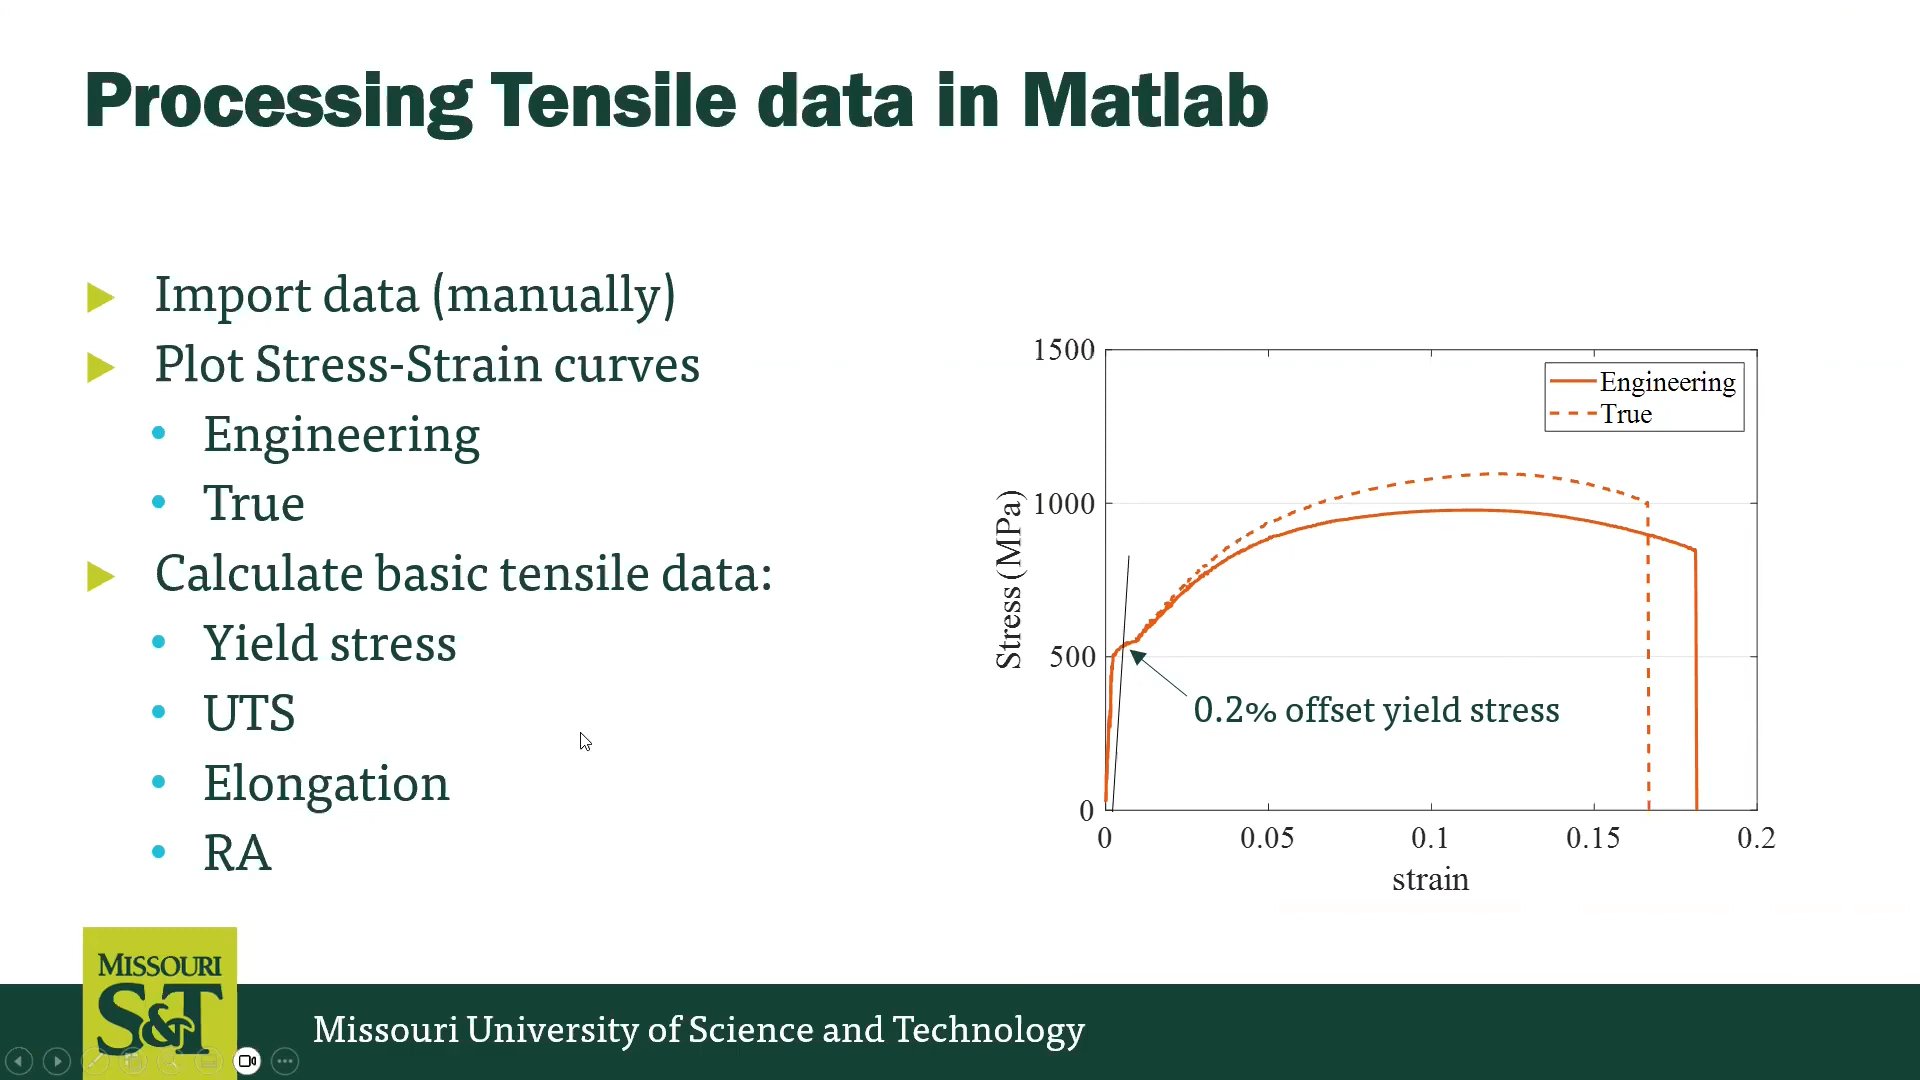 Processing Tensile data in Matlab
Import data (manually)
Plot Stress-Strain curves
Engineering
True
Calculate basic tensile data:
Yield stress
UTS
Elongation
RA
1500
1000
500
0
Stress (MPa)
Engineering
True
0.2% offset yield stress
0
0.05
0.1
0.15
0.2
strain
MISSOURI
S&T
Missouri University of Science and Technology